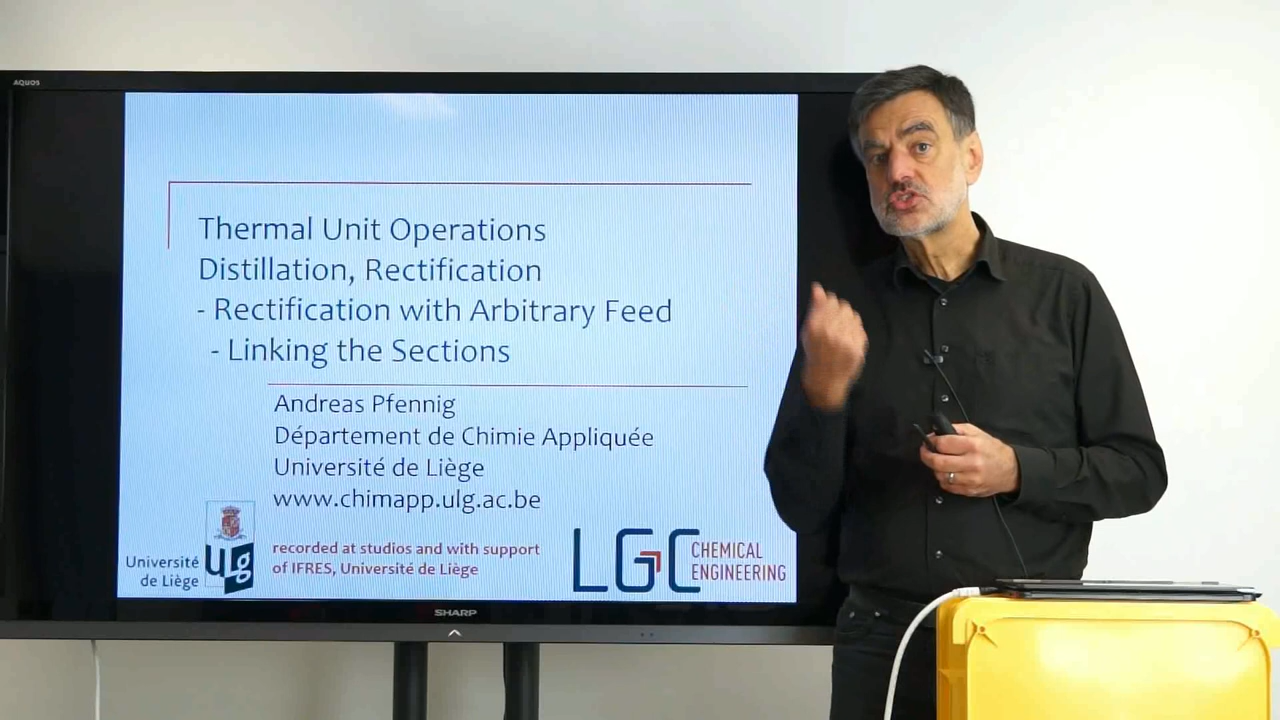 AQUOS
Thermal Unit Operations
Distillation, Rectification
- Rectification with Arbitrary Feed
- Linking the Sections
Andreas Pfennig
Département de Chimie Appliquée
Université de Liège
www.chimapp.ulg.ac.be
Université
de Liège
ulg
recorded at studios and with support
of IFRES, Université de Liège
LGC
CHEMICAL
ENGINEERING
SHARP